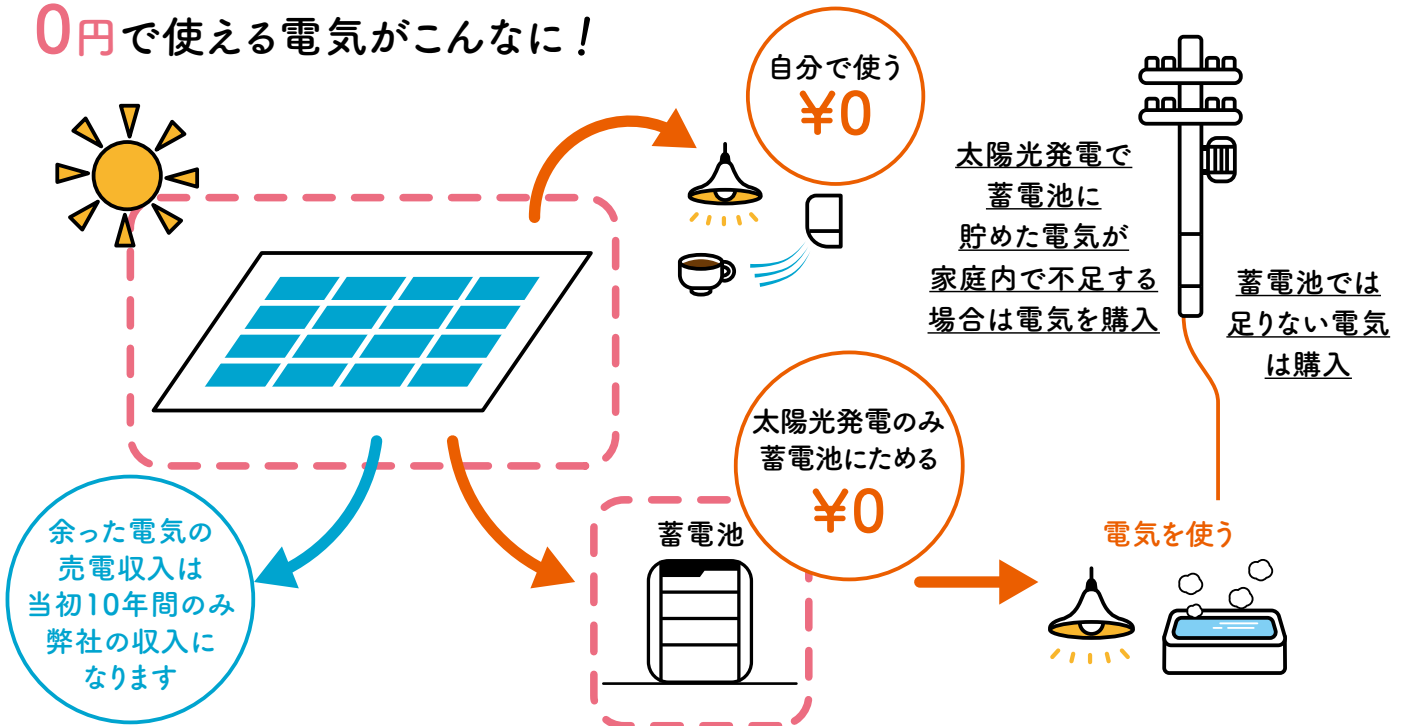 0円で使える電気がこんなに!
自分で使う
¥0
太陽光発電で
蓄電池に
貯めた電気が
家庭内で不足する
場合は電気を購入
蓄電池では
足りない電気
は購入
太陽光発電のみ
蓄電池にためる
¥0
余った電気の
売電収入は
当初10年間のみ
弊社の収入に
なります
蓄電池
電気を使う